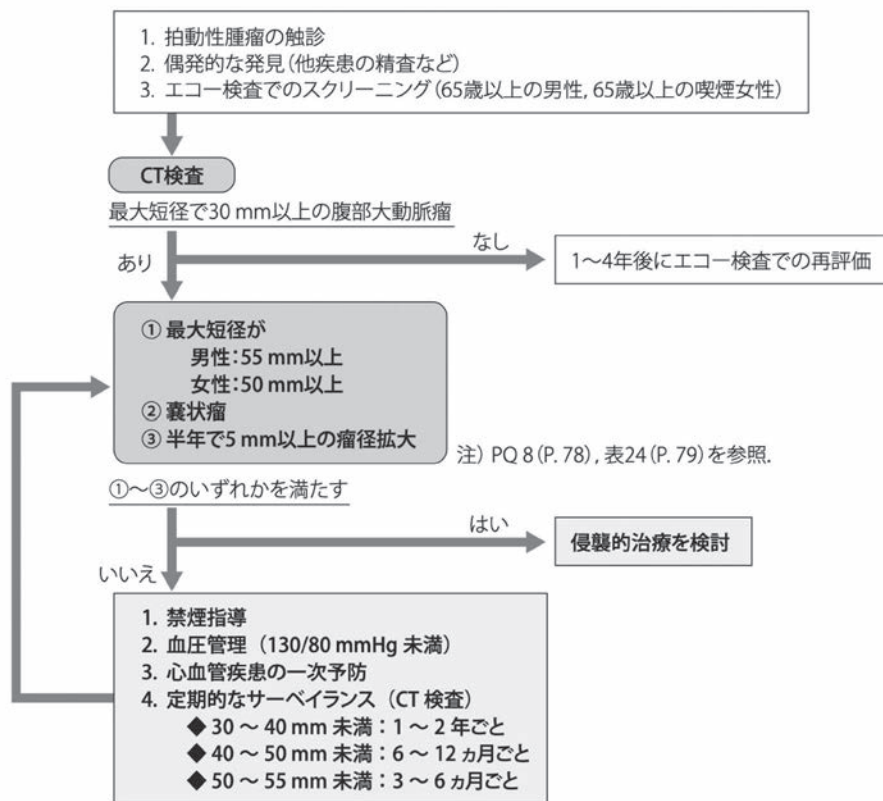 1. 拍動性腫瘤の触診
2. 偶発的な発見（他疾患の精査など）
3. エコー検査でのスクリーニング（65歳以上の男性, 65歳以上の喫煙女性）
CT検査
最大短径で30 mm以上の腹部大動脈瘤
なし
あり
1～4年後にエコー検査での再評価
① 最大短径が
男性：55 mm以上
女性：50 mm以上
② 嚢状瘤
③ 半年で5 mm以上の瘤径拡大
注）PQ 8（P. 78）, 表24（P. 79）を参照.
①～③のいずれかを満たす
はい
侵襲的治療を検討
いいえ
1. 禁煙指導
2. 血圧管理（130/80 mmHg 未満）
3. 心血管疾患の一次予防
4. 定期的なサーベイランス（CT 検査）
◆ 30 ～ 40 mm 未満：1 ～ 2 年ごと
◆ 40 ～ 50 mm 未満：6 ～ 12 ヵ月ごと
◆ 50 ～ 55 mm 未満：3 ～ 6 ヵ月ごと